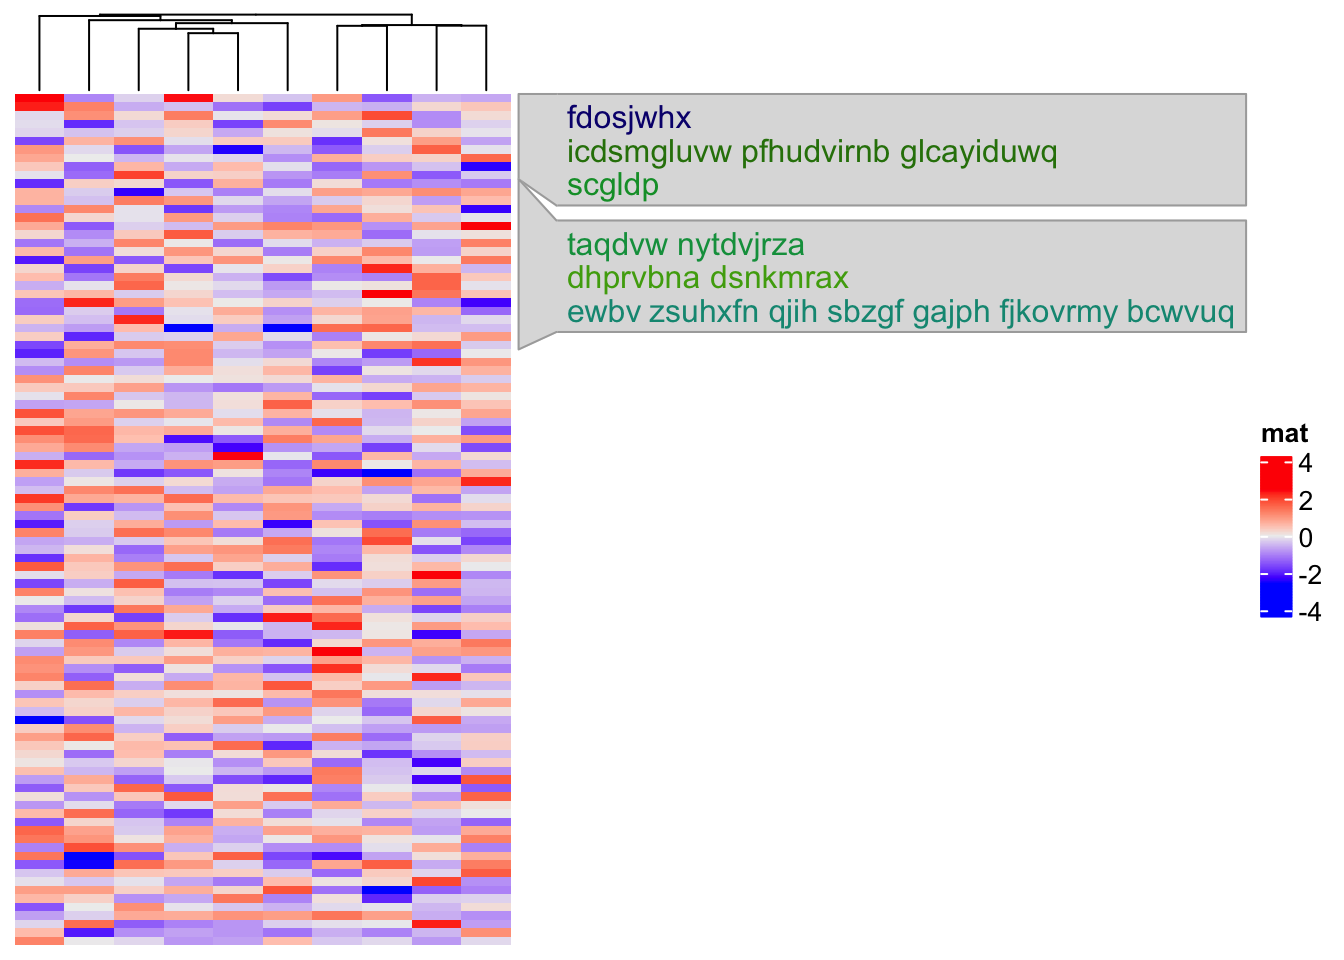 fdosjwhx
icdsmgluvw pfhudvirnb glcayiduwq
scgldp
taqdvw nytdvjrza
dhprvbna dsnkmrax
ewbv zsuhxfn qjih sbzgf gajph fjkovrmy bcwvuq
mat
4
2
0
-2
-4